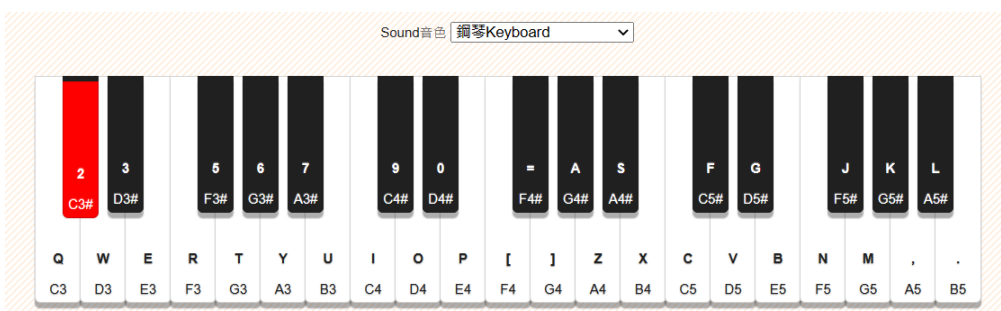 Sound音色 鋼琴Keyboard
2 3 5 6 7 9 0 = A S F G J K L
C3# D3# F3# G3# A3# C4# D4# F4# G4# A4# C5# D5# F5# G5# A5#
Q W E R T Y U I O P [ ] Z X C V B N M , .
C3 D3 E3 F3 G3 A3 B3 C4 D4 E4 F4 G4 A4 B4 C5 D5 E5 F5 G5 A5 B5